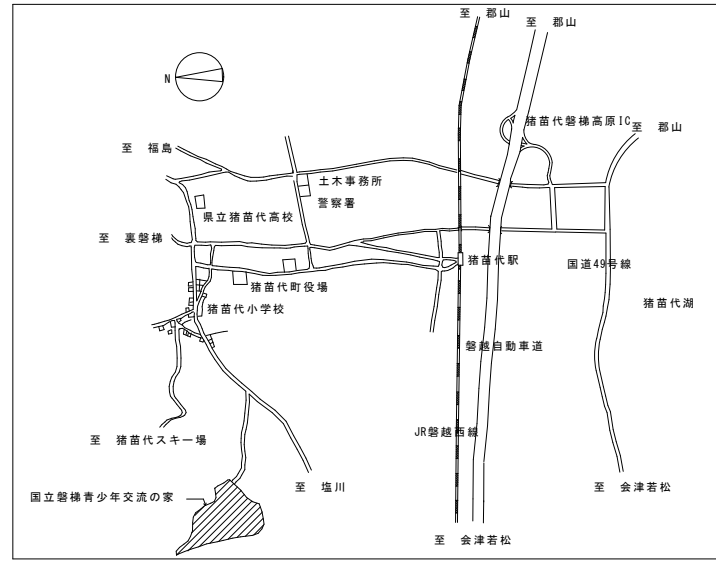 至 郡山
至 郡山
N
猪苗代磐梯高原IC
至 郡山
至 福島
土木事務所
警察署
県立猪苗代高校
至 裏磐梯
猪苗代駅
国道49号線
猪苗代町役場
猪苗代湖
猪苗代小学校
磐越自動車道
JR磐越西線
至 猪苗代スキー場
至 塩川
至 会津若松
国立磐梯青少年交流の家
至 会津若松